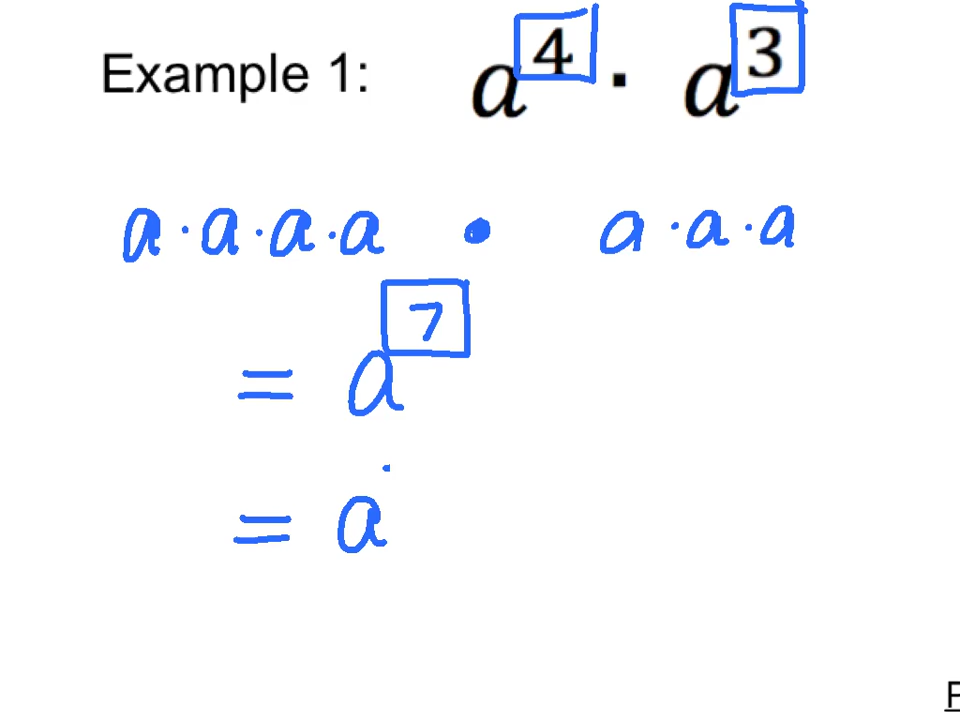 Example 1: a⁴ · a³
a · a · a · a · a · a · a
= a⁷
= a
P